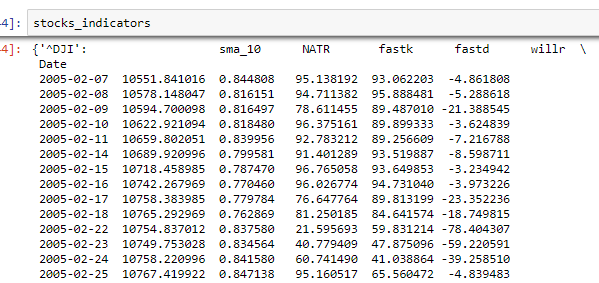 4]: stocks_indicators
4]: {'^DJI': sma_10 NATR fastk fastd willr \
Date
2005-02-07 10551.841016 0.844808 95.138192 93.062203 -4.861808
2005-02-08 10578.148047 0.816151 94.711382 95.888481 -5.288618
2005-02-09 10594.700098 0.816497 78.611455 89.487010 -21.388545
2005-02-10 10622.921094 0.818480 96.375161 89.899333 -3.624839
2005-02-11 10659.802051 0.839956 92.783212 89.256609 -7.216788
2005-02-14 10689.920996 0.799581 91.401289 93.519887 -8.598711
2005-02-15 10718.458985 0.787470 96.765058 93.649853 -3.234942
2005-02-16 10742.267969 0.770460 96.026774 94.731040 -3.973226
2005-02-17 10758.383985 0.779784 76.647764 89.813199 -23.352236
2005-02-18 10765.292969 0.762869 81.250185 84.641574 -18.749815
2005-02-22 10754.837012 0.837580 21.595693 59.831214 -78.404307
2005-02-23 10749.753028 0.834564 40.779409 47.875096 -59.220591
2005-02-24 10758.220996 0.841580 60.741490 41.038864 -39.258510
2005-02-25 10767.419922 0.847138 95.160517 65.560472 -4.839483